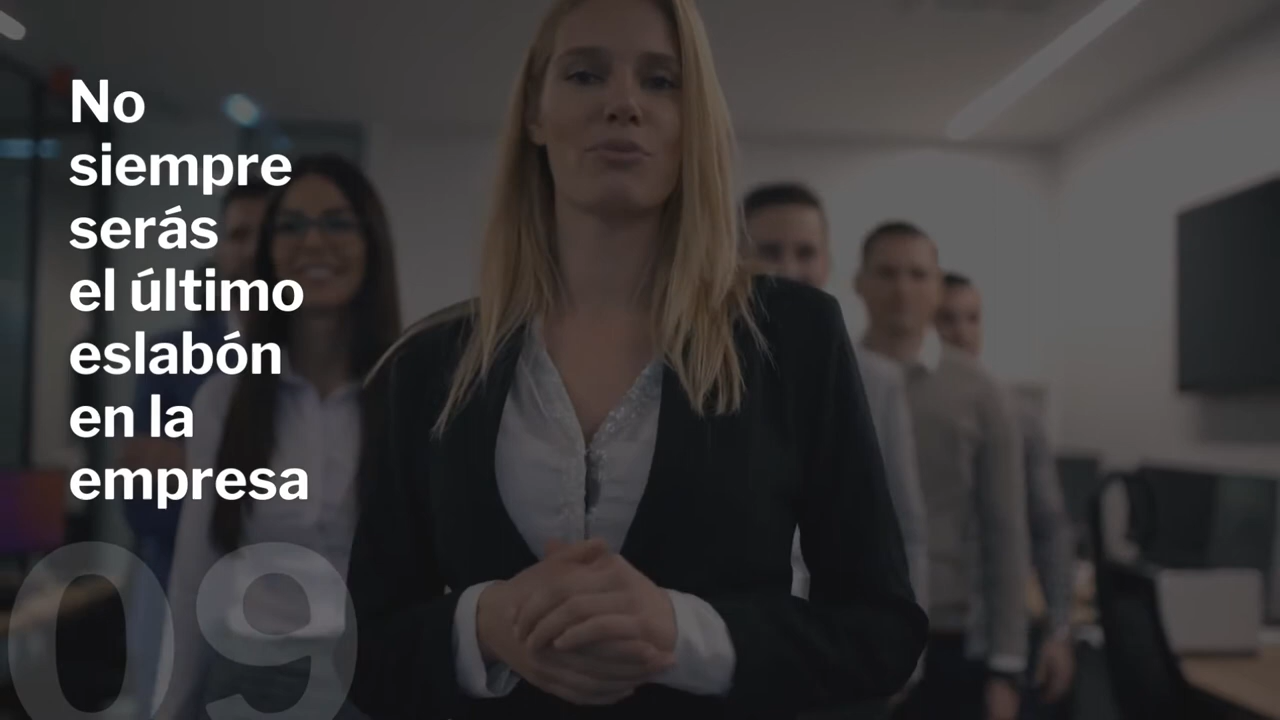 No
siempre
serás
el último
eslabón
en la
empresa
09